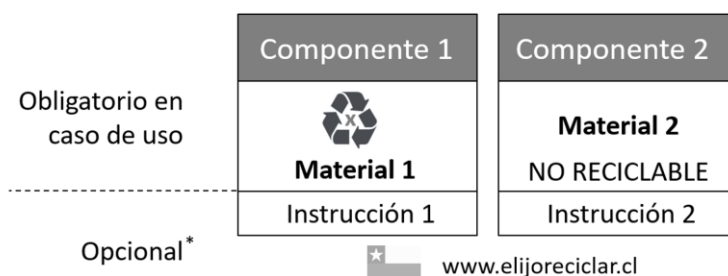 Componente 1
Componente 2
Obligatorio en
caso de uso
X
Material 1
Material 2
NO RECICLABLE
Instrucción 1
Instrucción 2
Opcional*
www.elijoreciclar.cl